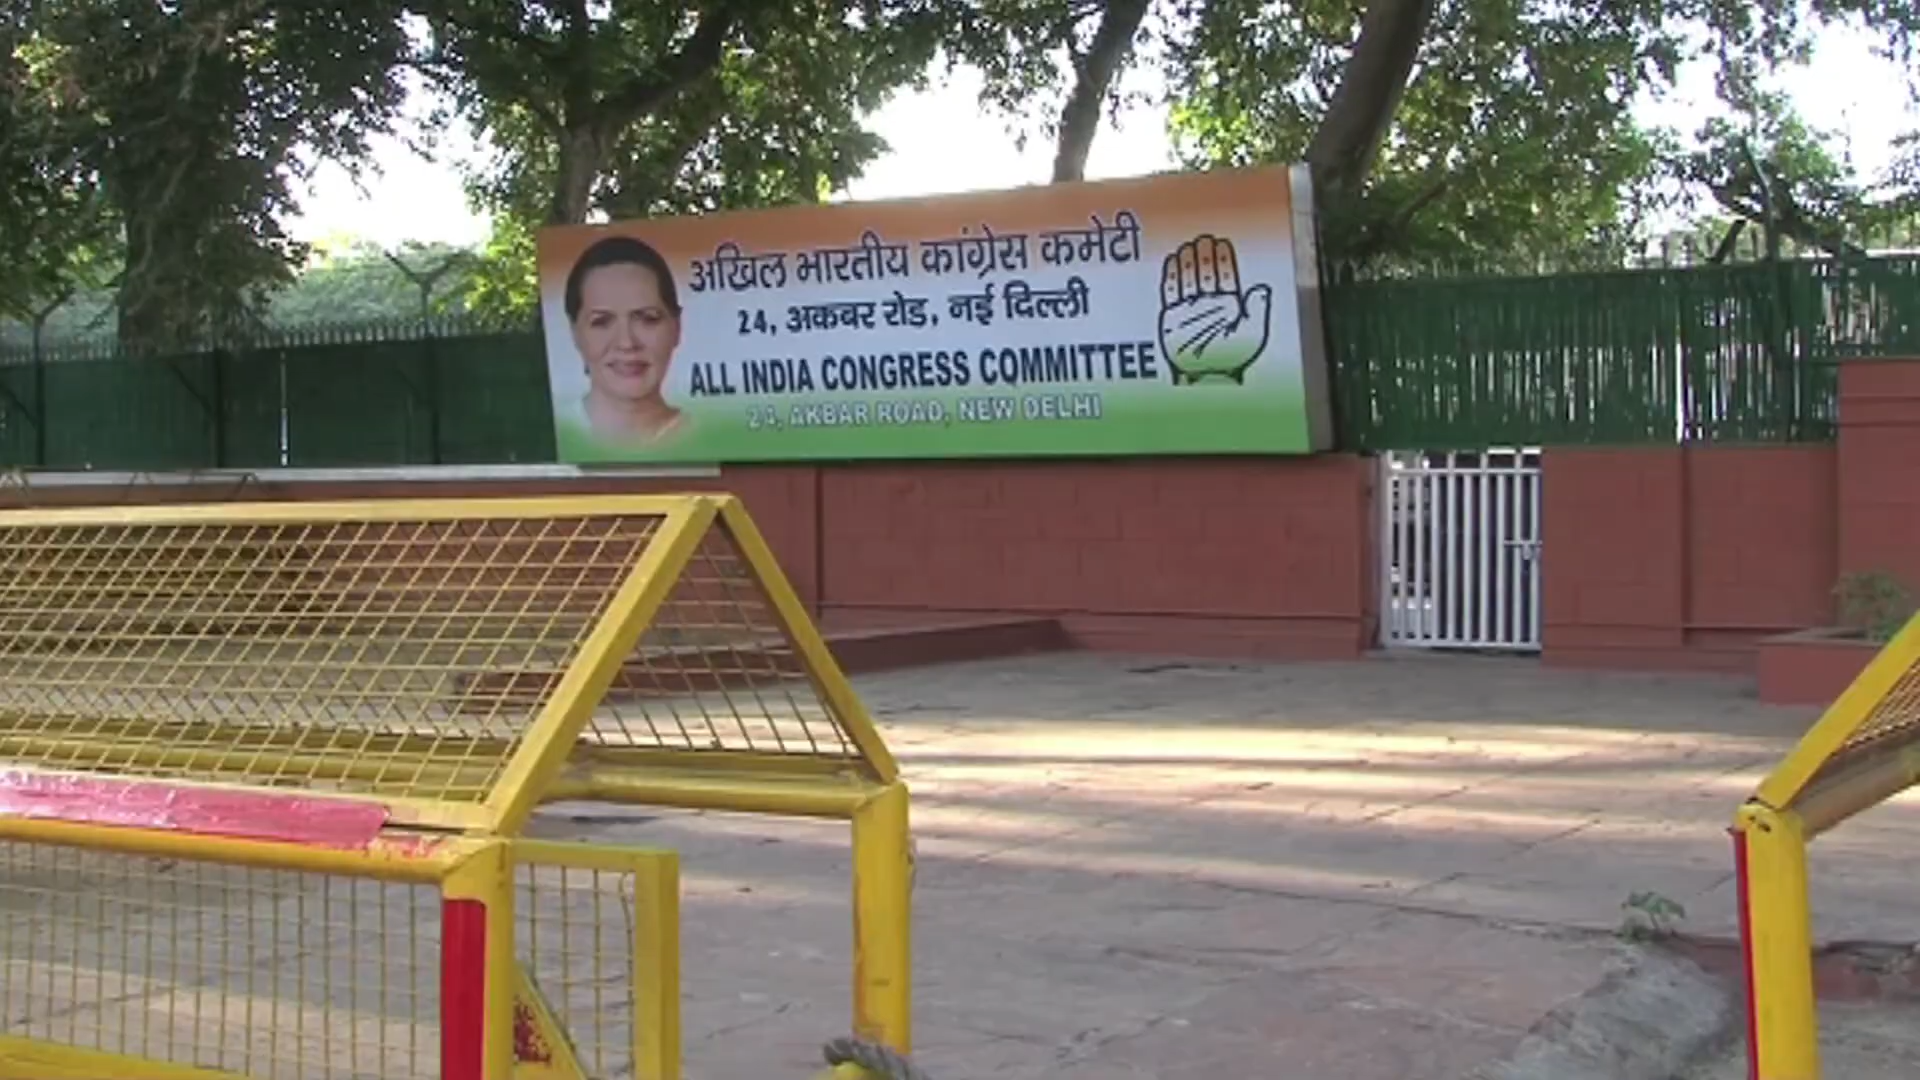 अखिल भारतीय कांग्रेस कमेटी
24, अकबर रोड, नई दिल्ली
ALL INDIA CONGRESS COMMITTEE
24, AKBAR ROAD, NEW DELHI